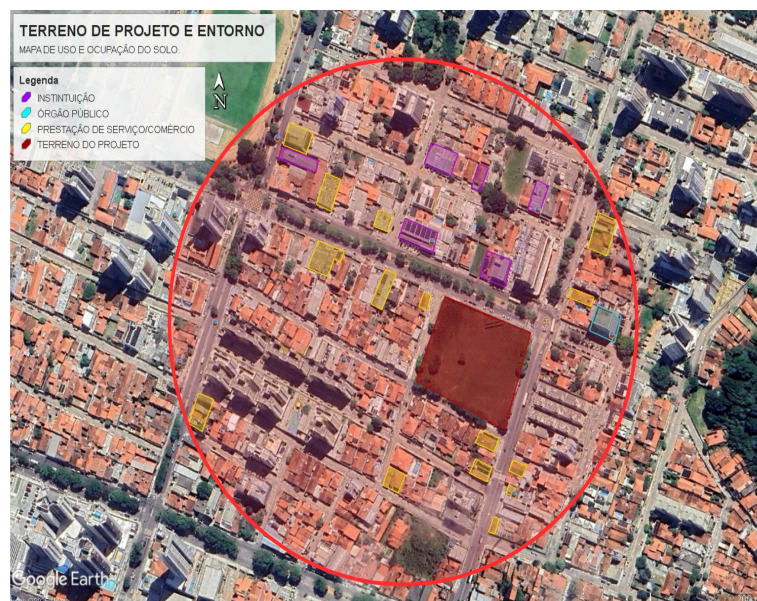 TERRENO DE PROJETO E ENTORNO
MAPA DE USO E OCUPAÇÃO DO SOLO.
Legenda
N
INSTINTUIÇÃO
ÓRGÃO PÚBLICO
PRESTAÇÃO DE SERVIÇO/COMÉRCIO
TERRENO DO PROJETO
Google Earth